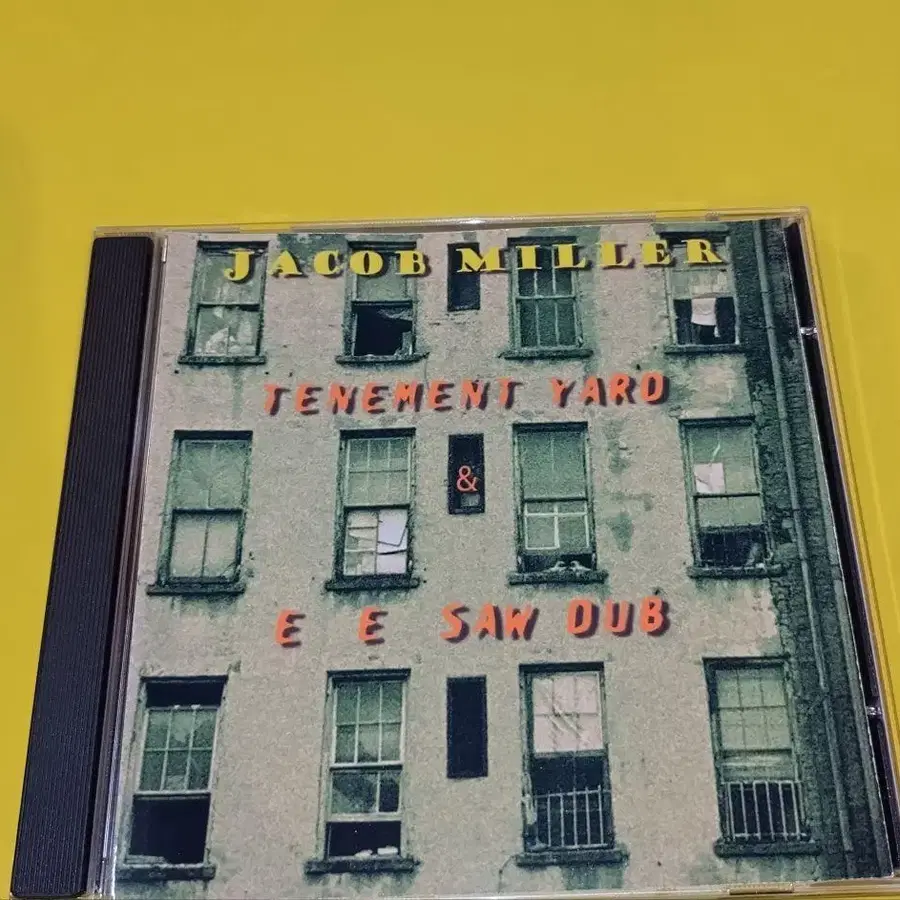 JACOB MILLER
TENEMENT YARD
&
E E SAW DUB